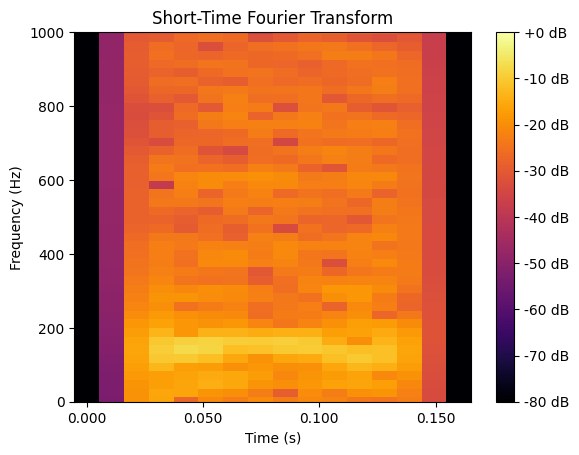 Short-Time Fourier Transform
1000
800
600
400
200
0
Frequency (Hz)
0.000
0.050
0.100
0.150
Time (s)
+0 dB
-10 dB
-20 dB
-30 dB
-40 dB
-50 dB
-60 dB
-70 dB
-80 dB